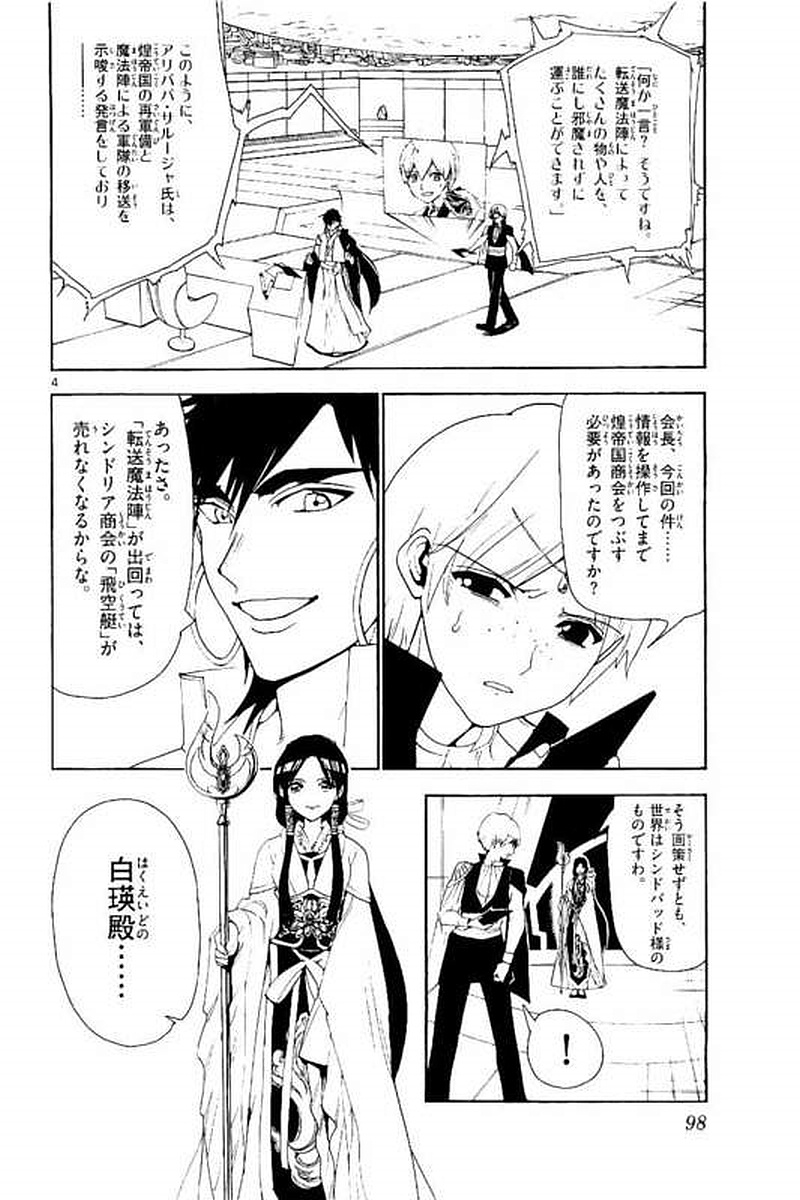 「何か一言？そうですね。
転送魔法陣によって
たくさんの物や人を、
誰にし邪魔されずに
運ぶことができます。」
このように、
アリババ・サルージャ氏は、
煌帝国の再軍備と
魔法陣による軍隊の移送を
示唆する発言をしており
………
4
会長、今回の件……
情報を操作してまで
煌帝国商会をつぶす
必要があったのですか？
あったさ。
「転送魔法陣」が出回っては、
シンドリア商会の「飛空艇」が
売れなくなるからな。
そう画策せずとも、
世界はシンドバッド様の
ものですわ。
！
白瑛殿……
98